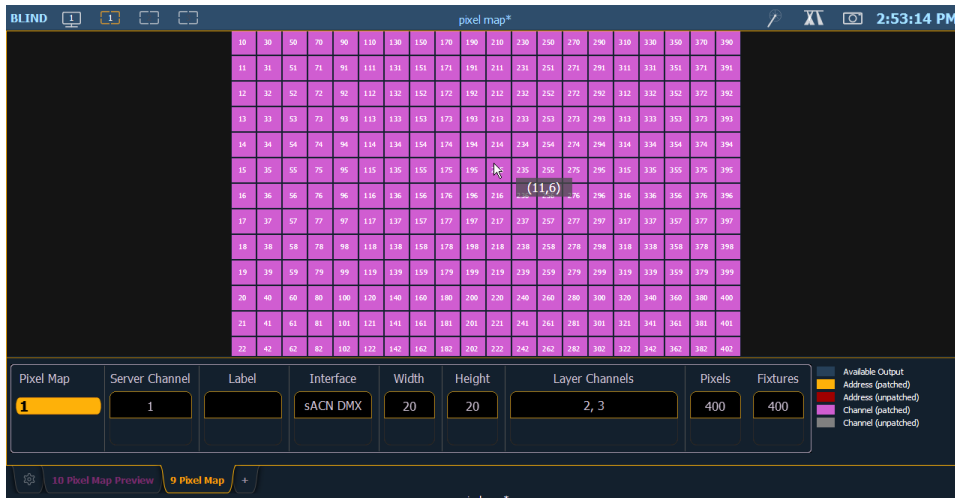 BLIND 1 1 pixel map* 2:53:14 PM
10 30 50 70 90 110 130 150 170 190 210 230 250 270 290 310 330 350 370 390
11 31 51 71 91 111 131 151 171 191 211 231 251 271 291 311 331 351 371 391
12 32 52 72 92 112 132 152 172 192 212 232 252 272 292 312 332 352 372 392
13 33 53 73 93 113 133 153 173 193 213 233 253 273 293 313 333 353 373 393
14 34 54 74 94 114 134 154 174 194 214 234 254 274 294 314 334 354 374 394
15 35 55 75 95 115 135 155 175 195 235 255 275 295 315 335 355 375 395
(11,6)
16 36 56 76 96 116 136 156 176 196 216 296 316 336 356 376 396
17 37 57 77 97 117 137 157 177 197 217 237 257 277 297 317 337 357 377 397
18 38 58 78 98 118 138 158 178 198 218 238 258 278 298 318 338 358 378 398
19 39 59 79 99 119 139 159 179 199 219 239 259 279 299 319 339 359 379 399
20 40 60 80 100 120 140 160 180 200 220 240 260 280 300 320 340 360 380 400
21 41 61 81 101 121 141 161 181 201 221 241 261 281 301 321 341 361 381 401
22 42 62 82 102 122 142 162 182 202 222 242 262 282 302 322 342 362 382 402
Pixel Map Server Channel Label Interface Width Height Layer Channels Pixels Fixtures
1 1 sACN DMX 20 20 2, 3 400 400
Available Output
Address (patched)
Address (unpatched)
Channel (patched)
Channel (unpatched)
10 Pixel Map Preview 9 Pixel Map +